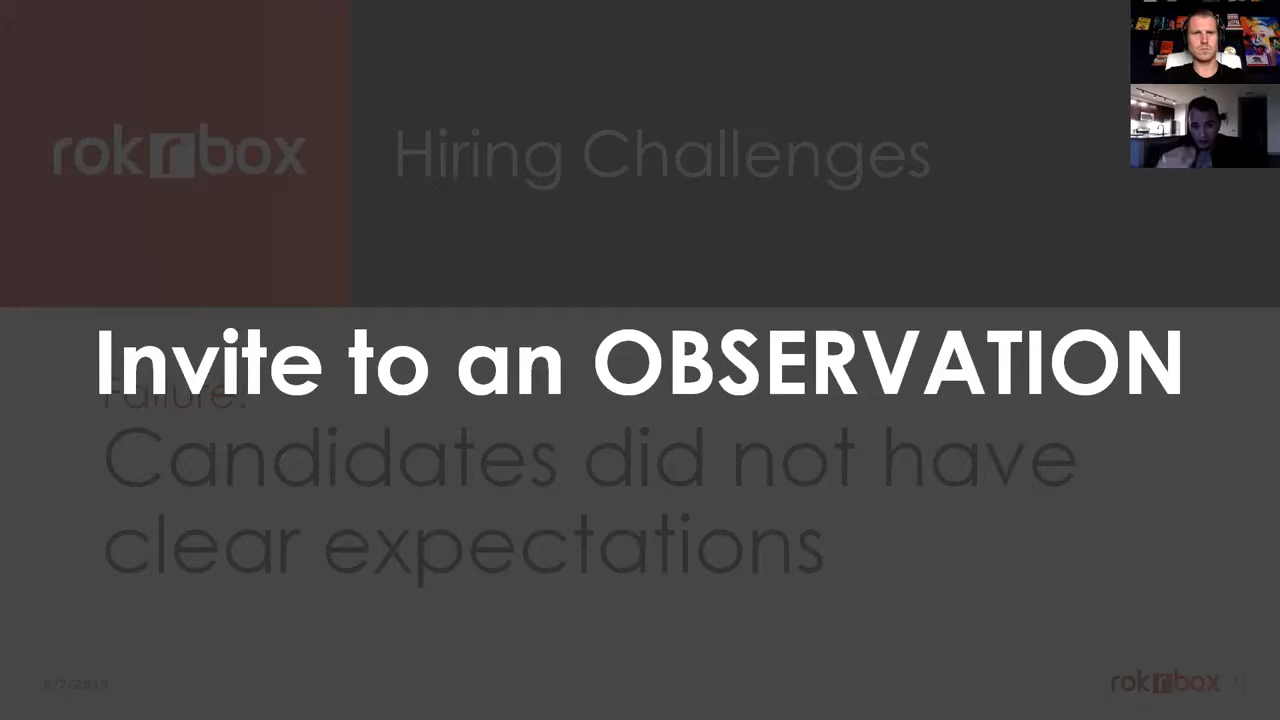 rokrbox
Hiring Challenges
Invite to an OBSERVATION
Failure:
Candidates did not have
clear expectations
rokrbox